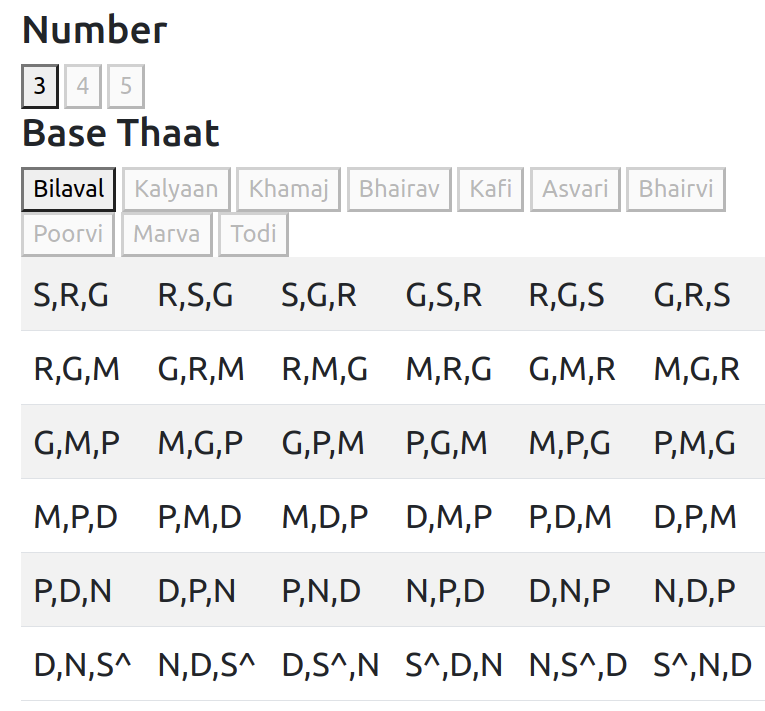 Number
3 4 5
Base Thaat
Bilaval Kalyaan Khamaj Bhairav Kafi Asvari Bhairvi
Poorvi Marva Todi
S,R,G R,S,G S,G,R G,S,R R,G,S G,R,S
R,G,M G,R,M R,M,G M,R,G G,M,R M,G,R
G,M,P M,G,P G,P,M P,G,M M,P,G P,M,G
M,P,D P,M,D M,D,P D,M,P P,D,M D,P,M
P,D,N D,P,N P,N,D N,P,D D,N,P N,D,P
D,N,S^ N,D,S^ D,S^,N S^,D,N N,S^,D S^,N,D